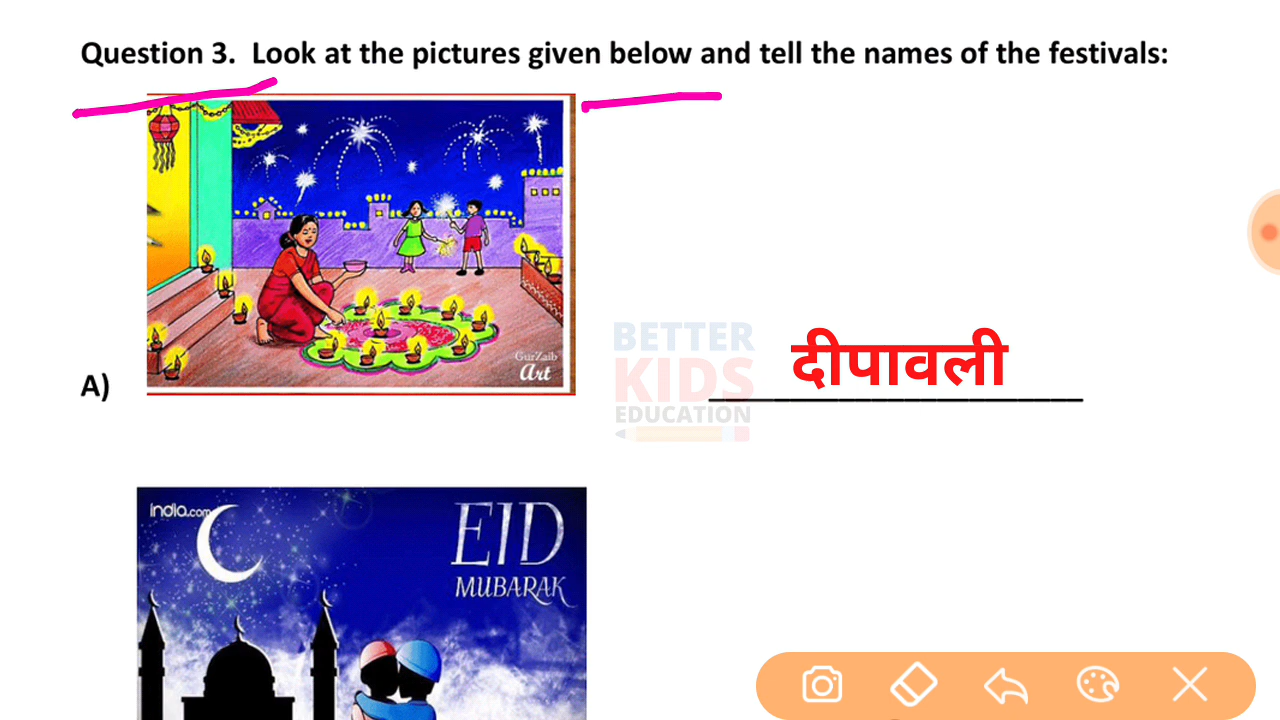 Question 3. Look at the pictures given below and tell the names of the festivals:
GurZaib
Art
A)
BETTER
KIDS
EDUCATION
दीपावली
india.com
EID
MUBARAK